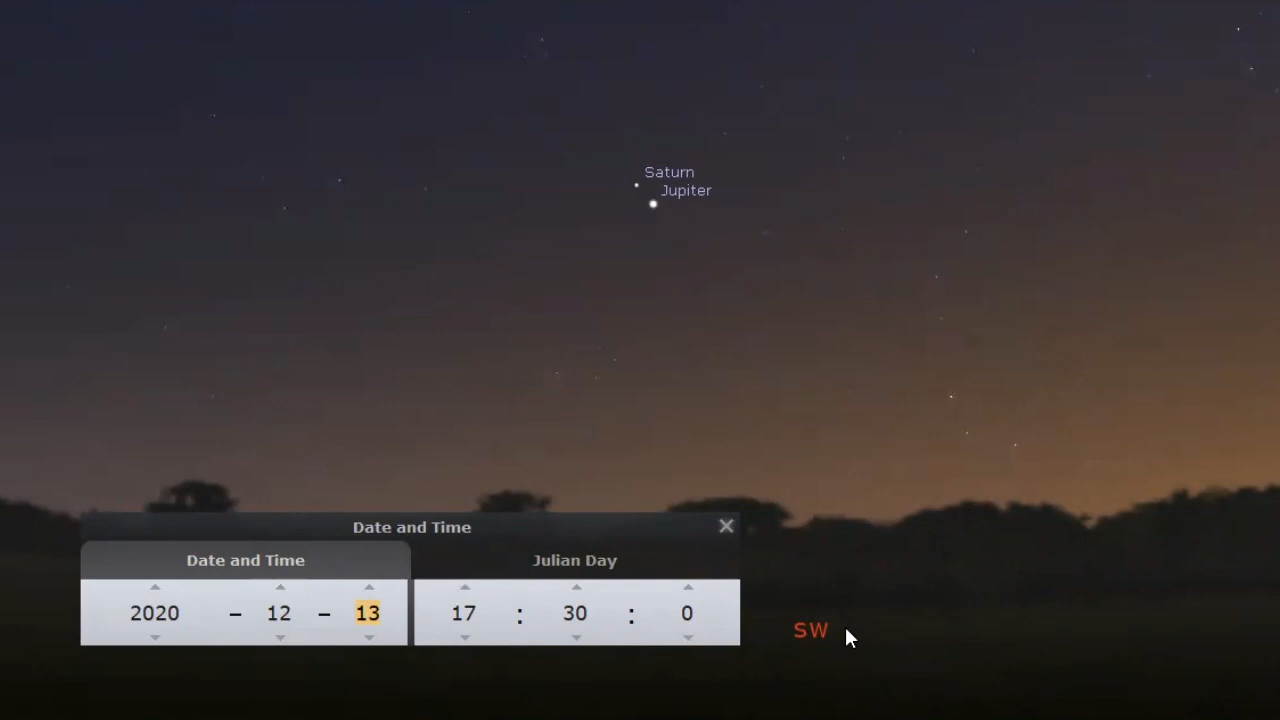 Saturn
Jupiter
Date and Time
Date and Time Julian Day
2020 - 12 - 13 17 : 30 : 0
SW